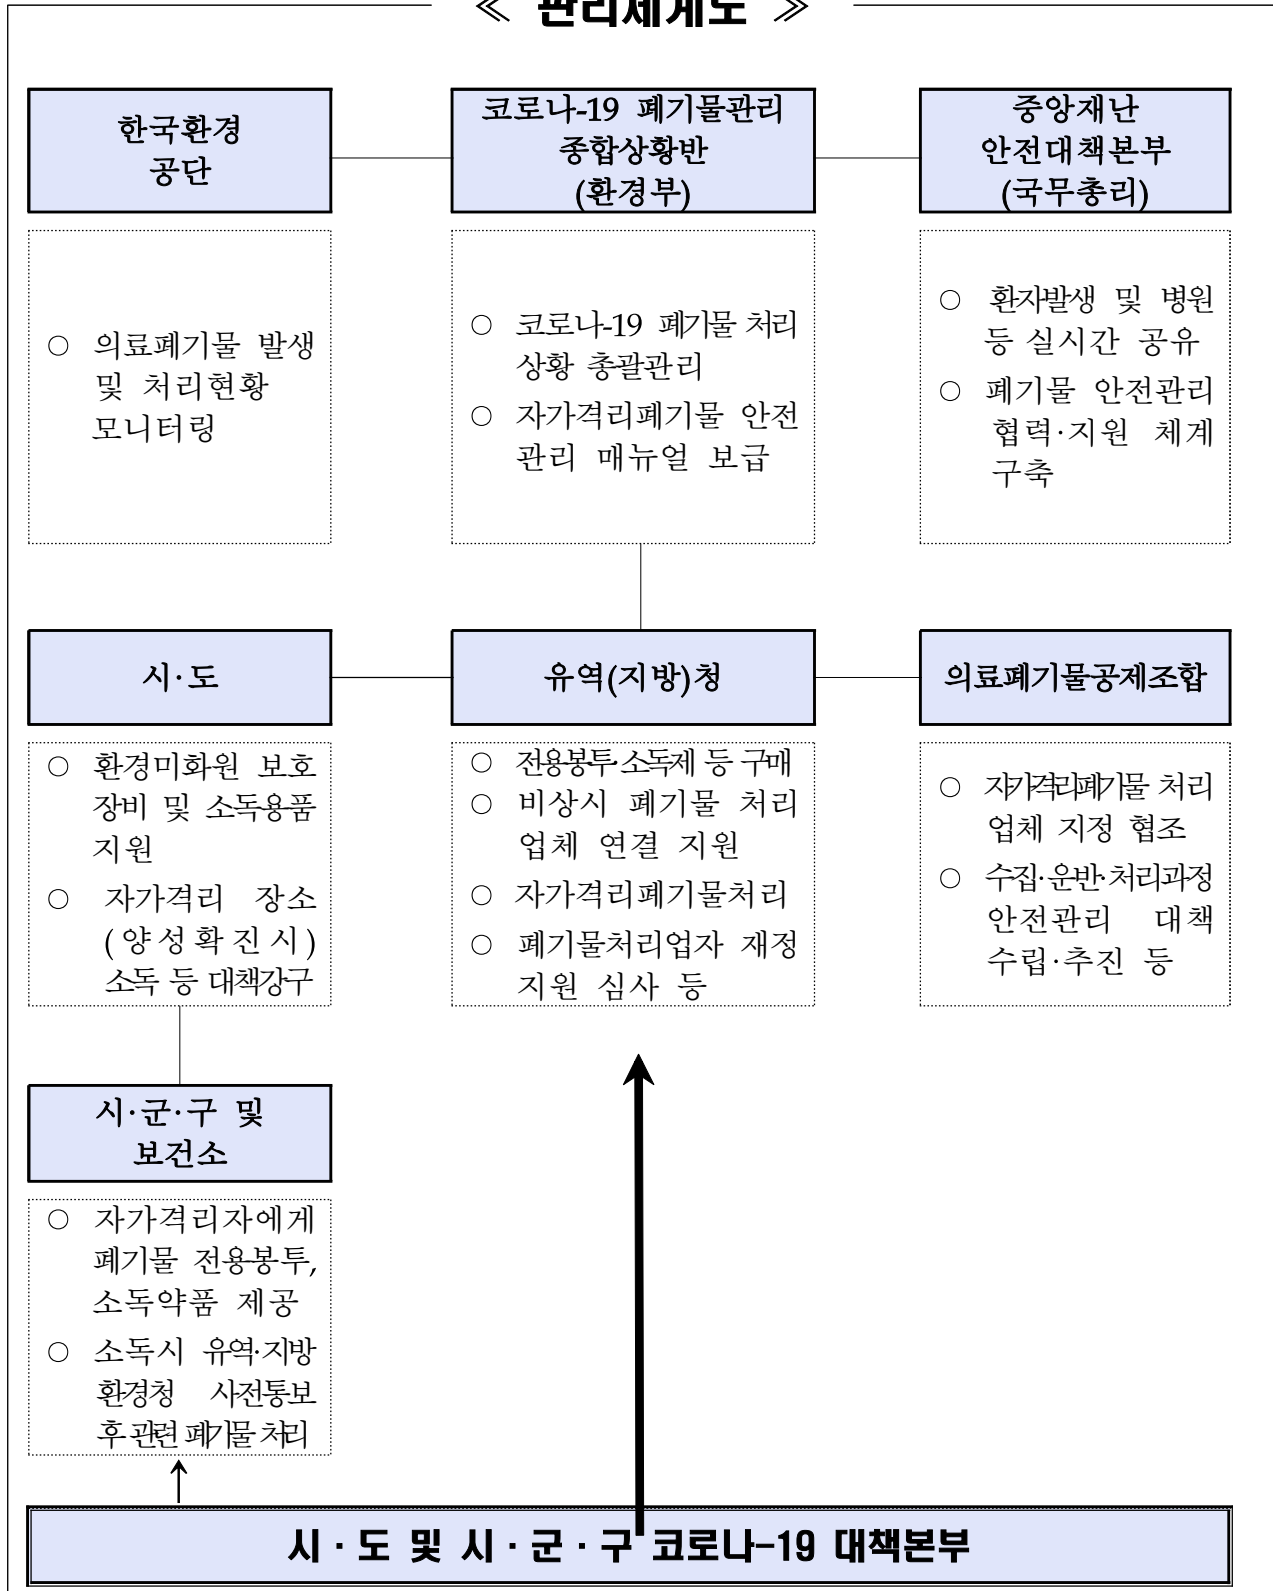 ≪ 관리체계도 ≫
한국환경
공단
코로나-19 폐기물관리
종합상황반
(환경부)
중앙재난
안전대책본부
(국무총리)
○ 의료폐기물 발생
및 처리현황
모니터링
○ 코로나-19 폐기물 처리
상황 총괄관리
○ 자가격리폐기물 안전
관리 매뉴얼 보급
○ 환자발생 및 병원
등 실시간 공유
○ 폐기물 안전관리
협력·지원 체계
구축
시·도
유역(지방)청
의료폐기물공제조합
○ 환경미화원 보호
장비 및 소독용품
지원
○ 자가격리 장소
(양성확진시)
소독 등 대책강구
○ 전용봉투·소독제 등 구매
○ 비상시 폐기물 처리
업체 연결 지원
○ 자가격리폐기물처리
○ 폐기물처리업자 재정
지원 심사 등
○ 자가격리폐기물 처리
업체 지정 협조
○ 수집·운반·처리과정
안전관리 대책
수립·추진 등
시·군·구 및
보건소
○ 자가격리자에게
폐기물 전용봉투,
소독약품 제공
○ 소독시 유역·지방
환경청 사전통보
후 관련 폐기물 처리
시·도 및 시·군·구 코로나-19 대책본부